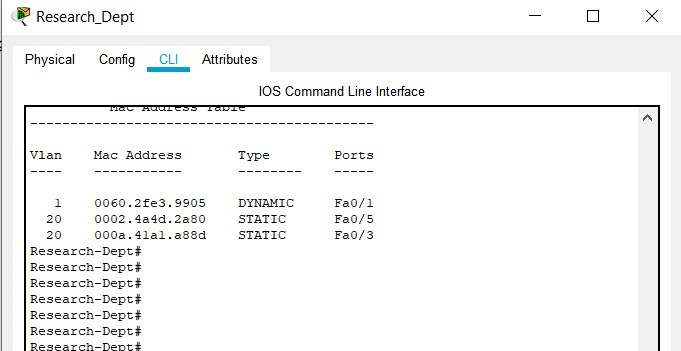 Research_Dept
Physical Config CLI Attributes
IOS Command Line Interface
Mac Address Table
-------------------------------------------
Vlan    Mac Address       Type        Ports
----    -----------       --------    -----
   1    0060.2fe3.9905    DYNAMIC     Fa0/1
  20    0002.4a4d.2a80    STATIC      Fa0/5
  20    000a.41a1.a88d    STATIC      Fa0/3
Research-Dept#
Research-Dept#
Research-Dept#
Research-Dept#
Research-Dept#
Research-Dept#
Research-Dept#